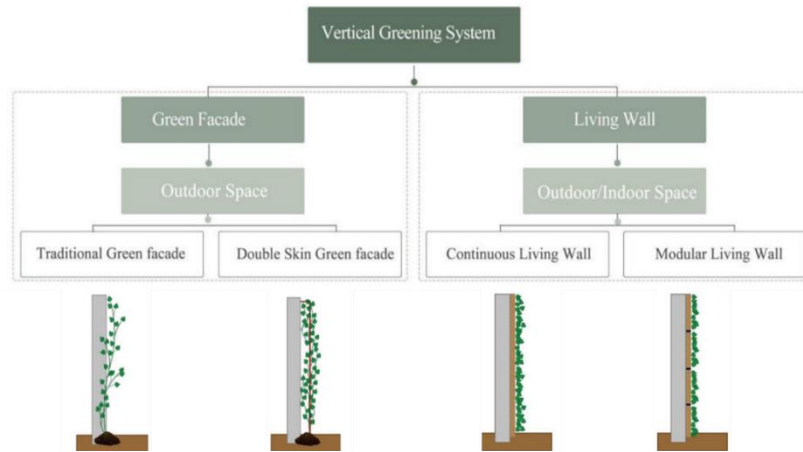 Vertical Greening System
Green Facade
Living Wall
Outdoor Space
Outdoor/Indoor Space
Traditional Green facade
Double Skin Green facade
Continuous Living Wall
Modular Living Wall